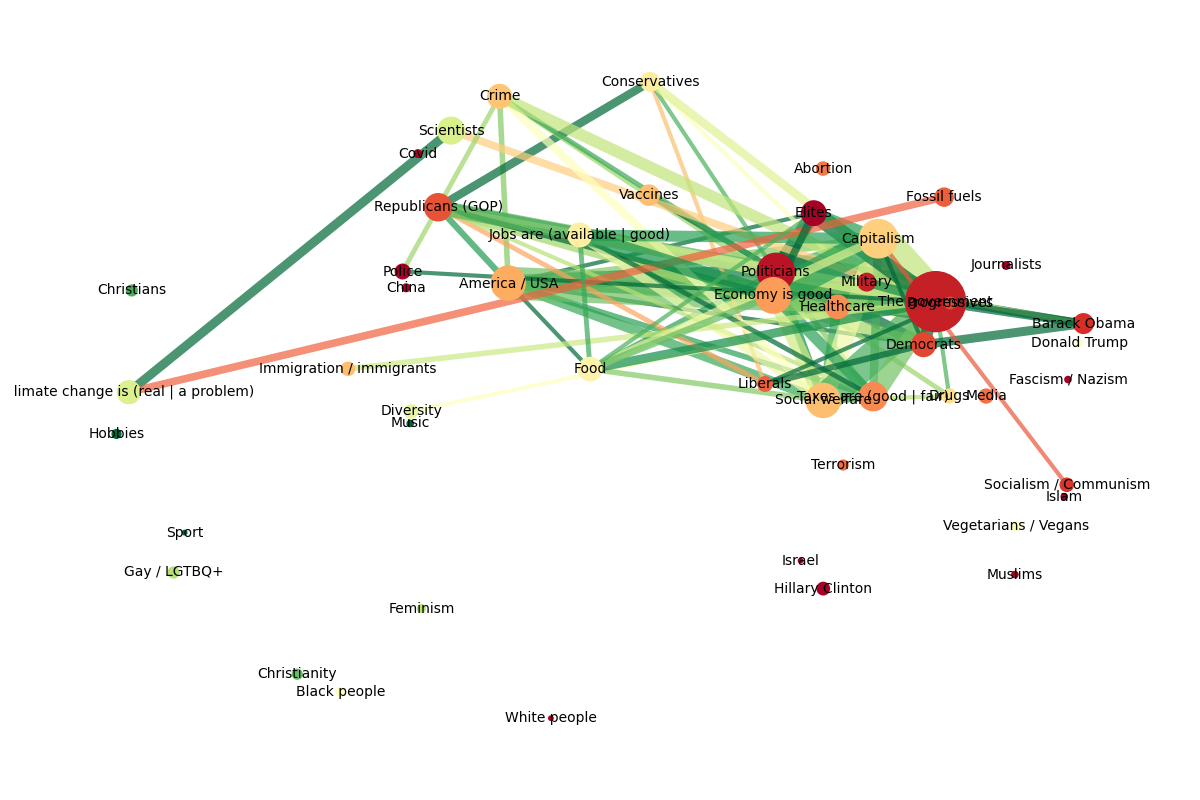 Conservatives
Crime
Scientists
Covid
Abortion
Vaccines
Fossil fuels
Republicans (GOP)
Elites
Jobs are (available | good)
Capitalism
Journalists
Police
Politicians
America / USA
Military
China
Christians
Economy is good
The government
Progressives
Healthcare
Barack Obama
Donald Trump
Democrats
Immigration / immigrants
Food
Fascism / Nazism
Liberals
limate change is (real | a problem)
Social welfare
Taxes are (good | fair)
Drugs
Media
Diversity
Music
Hobbies
Terrorism
Socialism / Communism
Islam
Vegetarians / Vegans
Sport
Israel
Gay / LGTBQ+
Muslims
Hillary Clinton
Feminism
Christianity
Black people
White people